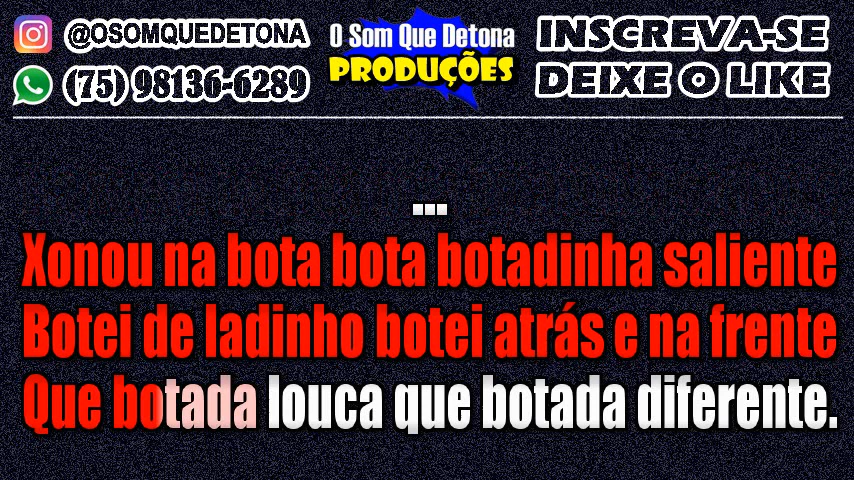 @OSOMQUEDETONA
(75) 98136-6289
O Som Que Detona
PRODUÇÕES
INSCREVA-SE
DEIXE O LIKE
...
Xonou na bota bota botadinha saliente
Botei de ladinho botei atrás e na frente
Que botada louca que botada diferente.